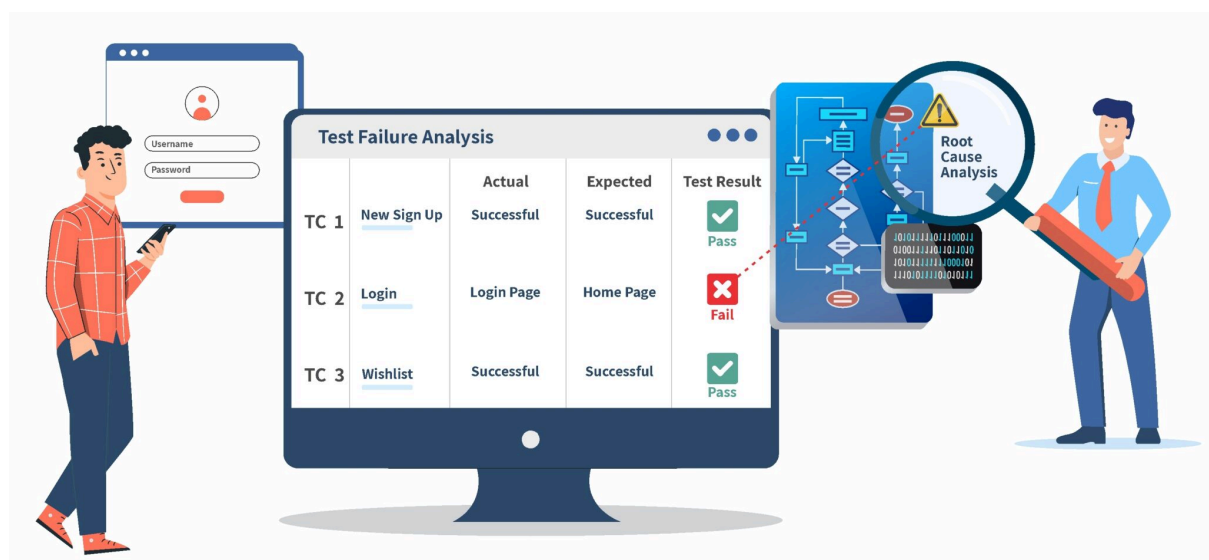 Username
Password
Test Failure Analysis
Actual Expected Test Result
TC 1 New Sign Up Successful Successful
Pass
TC 2 Login Login Page Home Page
Fail
TC 3 Wishlist Successful Successful
Pass
Root
Cause
Analysis